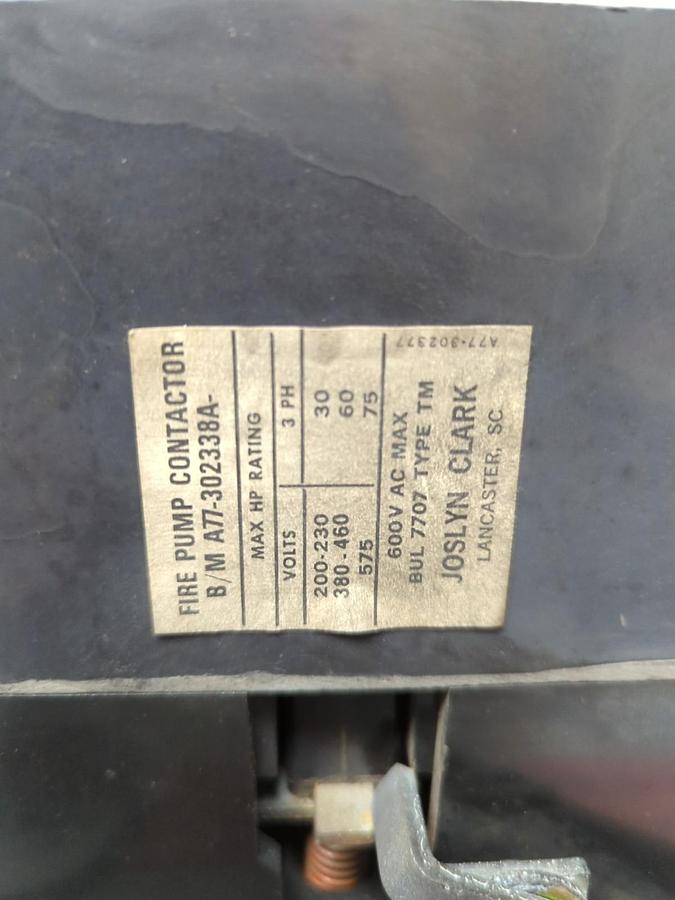 FIRE PUMP CONTACTOR
B/M A77-302338A-
MAX HP RATING
VOLTS 3 PH
200-230 30
380-460 60
575 75
600V AC MAX
BUL 7707 TYPE TM
JOSLYN CLARK
LANCASTER, SC
A77-302377